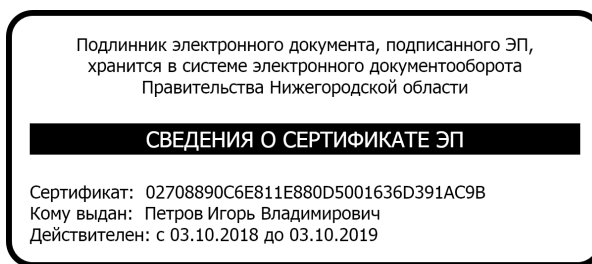 Подлинник электронного документа, подписанного ЭП,
хранится в системе электронного документооборота
Правительства Нижегородской области
СВЕДЕНИЯ О СЕРТИФИКАТЕ ЭП
Сертификат: 02708890C6E811E880D5001636D391AC9B
Кому выдан: Петров Игорь Владимирович
Действителен: с 03.10.2018 до 03.10.2019